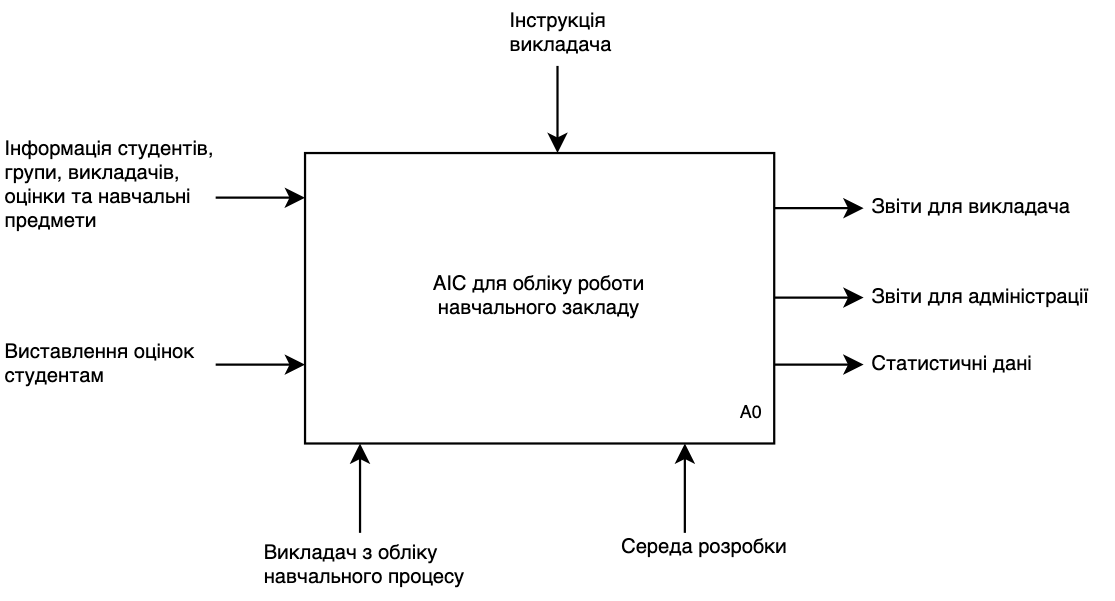 Інструкція
викладача
Інформація студентів,
групи, викладачів,
оцінки та навчальні
предмети
Звіти для викладача
АІС для обліку роботи
навчального закладу
Звіти для адміністрації
Виставлення оцінок
студентам
Статистичні дані
А0
Викладач з обліку
навчального процесу
Середа розробки